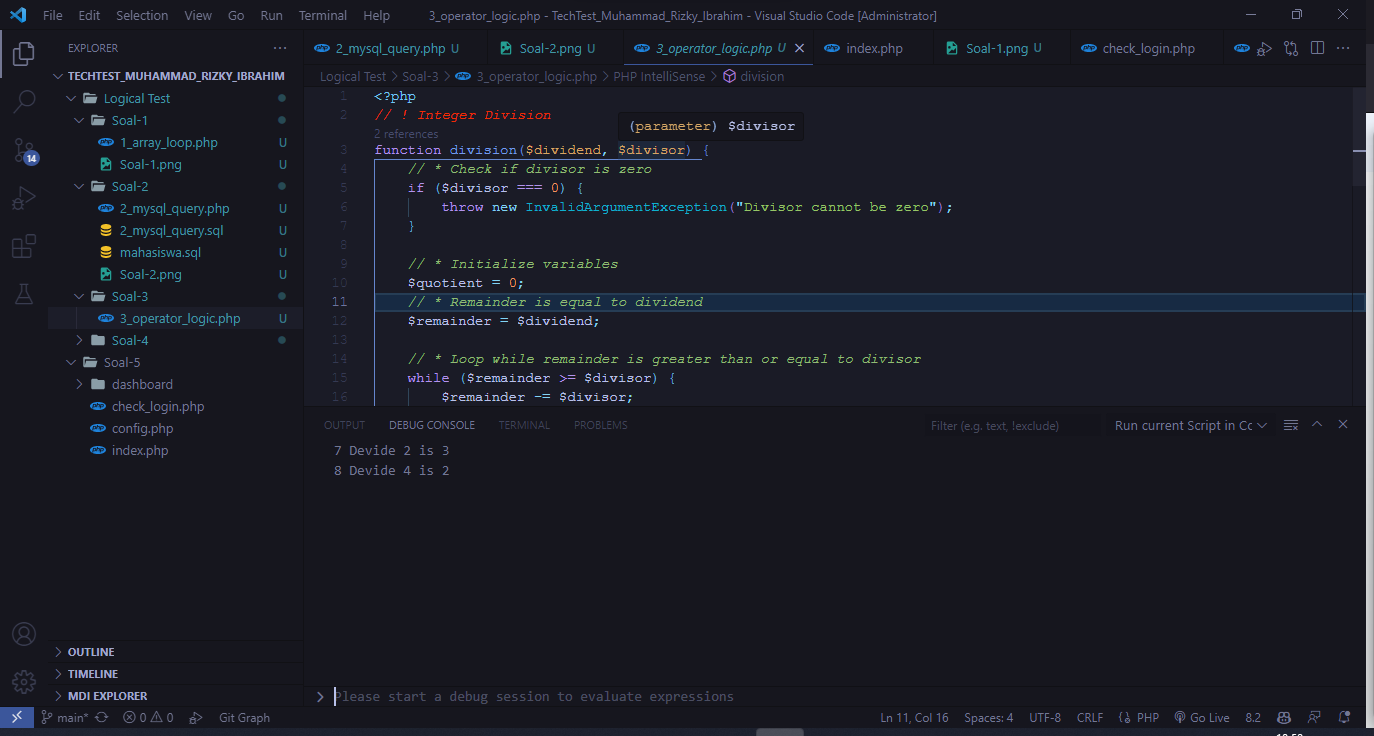 File Edit Selection View Go Run Terminal Help 3_operator_logic.php - TechTest_Muhammad_Rizky_Ibrahim - Visual Studio Code [Administrator]
EXPLORER
TECHTEST_MUHAMMAD_RIZKY_IBRAHIM
Logical Test
Soal-1
1_array_loop.php U
Soal-1.png U
Soal-2
2_mysql_query.php U
2_mysql_query.sql U
mahasiswa.sql U
Soal-2.png U
Soal-3
3_operator_logic.php U
Soal-4
Soal-5
dashboard
check_login.php
config.php
index.php
OUTLINE
TIMELINE
MDI EXPLORER
14
2_mysql_query.php U Soal-2.png U 3_operator_logic.php U index.php Soal-1.png U check_login.php
Logical Test > Soal-3 > 3_operator_logic.php > PHP IntelliSense > division
1 <?php
2 // ! Integer Division
(parameter) $divisor
2 references
3 function division($dividend, $divisor) {
4 // * Check if divisor is zero
5 if ($divisor === 0) {
6 throw new InvalidArgumentException("Divisor cannot be zero");
7 }
8
9 // * Initialize variables
10 $quotient = 0;
11 // * Remainder is equal to dividend
12 $remainder = $dividend;
13
14 // * Loop while remainder is greater than or equal to divisor
15 while ($remainder >= $divisor) {
16 $remainder -= $divisor;
OUTPUT DEBUG CONSOLE TERMINAL PROBLEMS Filter (e.g. text, !exclude) Run current Script in Cc
7 Devide 2 is 3
8 Devide 4 is 2
Please start a debug session to evaluate expressions
main* 0 0 Git Graph Ln 11, Col 16 Spaces: 4 UTF-8 CRLF PHP Go Live 8.2